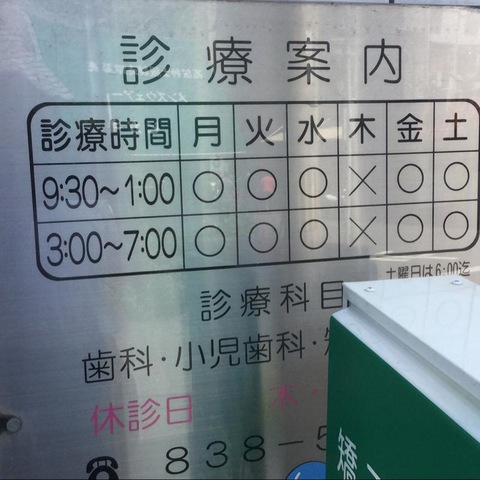 診療案内
診療時間 月 火 水 木 金 土
9:30～1:00 ○ ○ ○ × ○ ○
3:00～7:00 ○ ○ ○ × ○ ○
土曜日は6:00迄
診療科目
歯科・小児歯科・
休診日 木・
838-5
矯